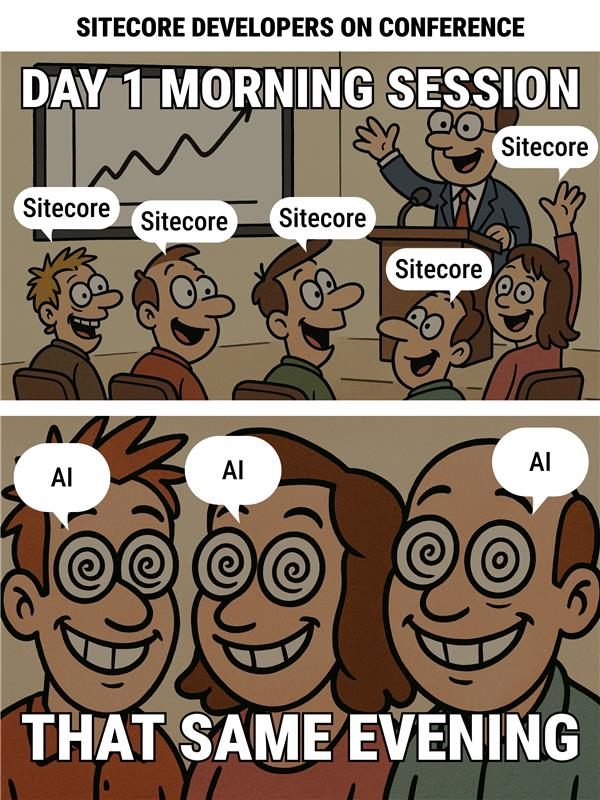 SITECORE DEVELOPERS ON CONFERENCE
DAY 1 MORNING SESSION
Sitecore
Sitecore
Sitecore
Sitecore
Sitecore
AI
AI
AI
THAT SAME EVENING